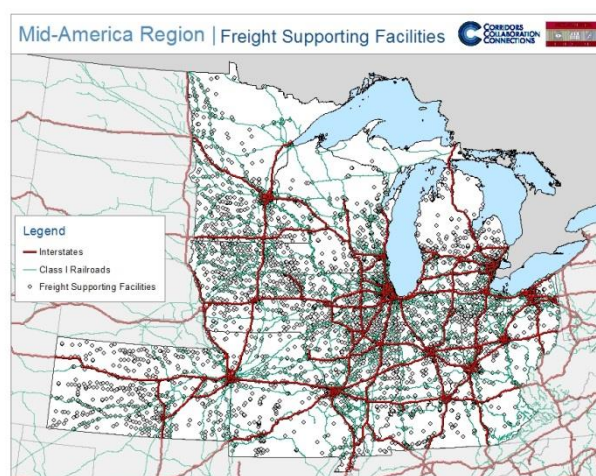 Mid-America Region | Freight Supporting Facilities
CORRIDORS
COLLABORATION
CONNECTIONS
Legend
Interstates
Class I Railroads
Freight Supporting Facilities